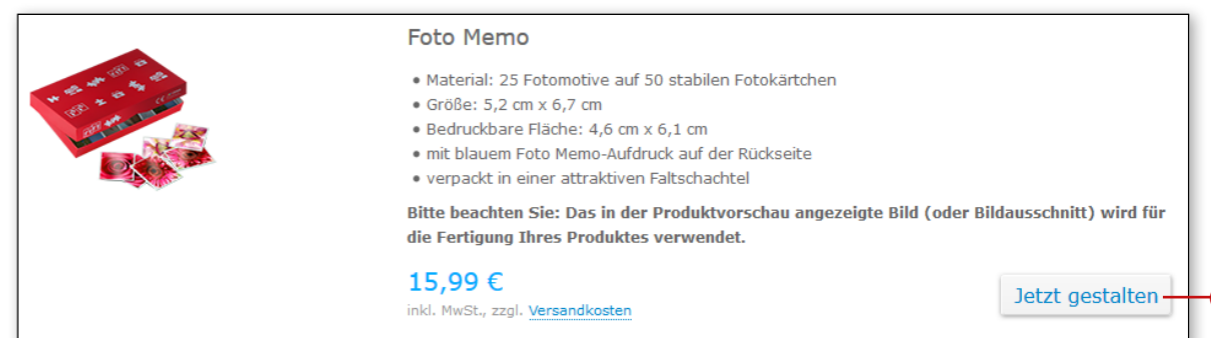 Foto Memo
• Material: 25 Fotomotive auf 50 stabilen Fotokärtchen
• Größe: 5,2 cm x 6,7 cm
• Bedruckbare Fläche: 4,6 cm x 6,1 cm
• mit blauem Foto Memo-Aufdruck auf der Rückseite
• verpackt in einer attraktiven Faltschachtel
Bitte beachten Sie: Das in der Produktvorschau angezeigte Bild (oder Bildausschnitt) wird für
die Fertigung Ihres Produktes verwendet.
15,99 €
inkl. MwSt., zzgl. Versandkosten
Jetzt gestalten